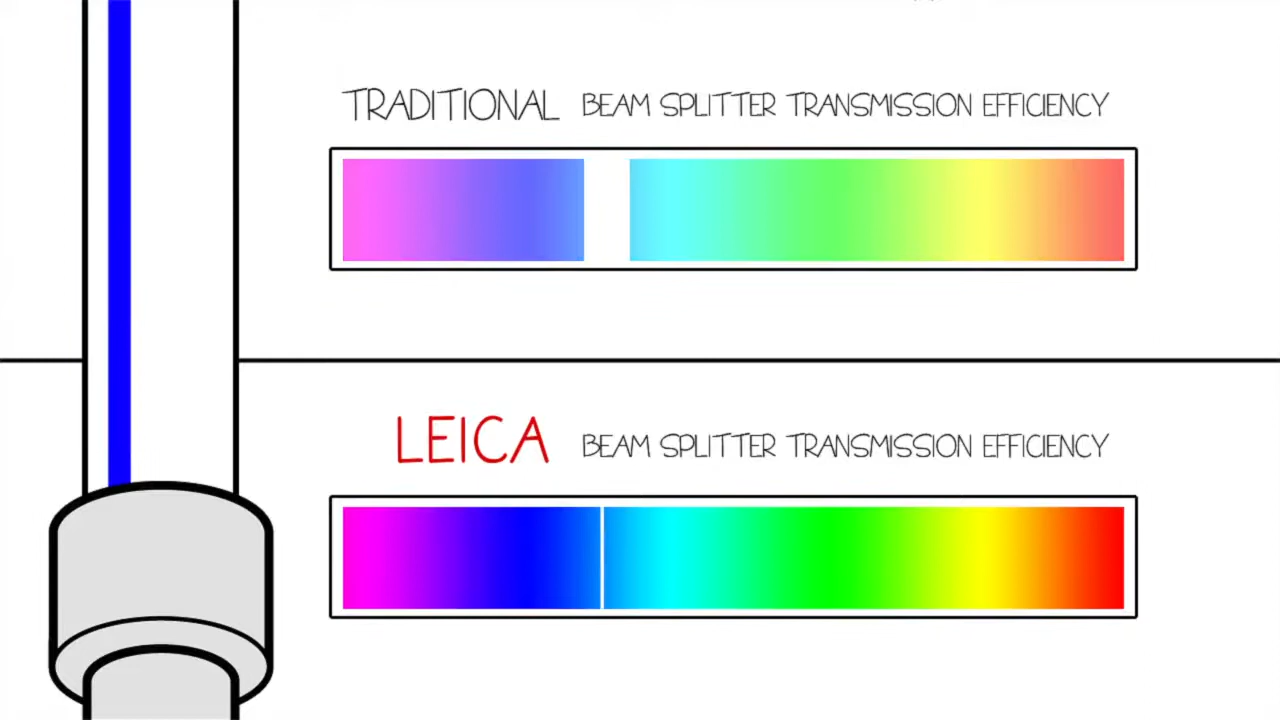 TRADITIONAL BEAM SPLITTER TRANSMISSION EFFICIENCY
LEICA BEAM SPLITTER TRANSMISSION EFFICIENCY